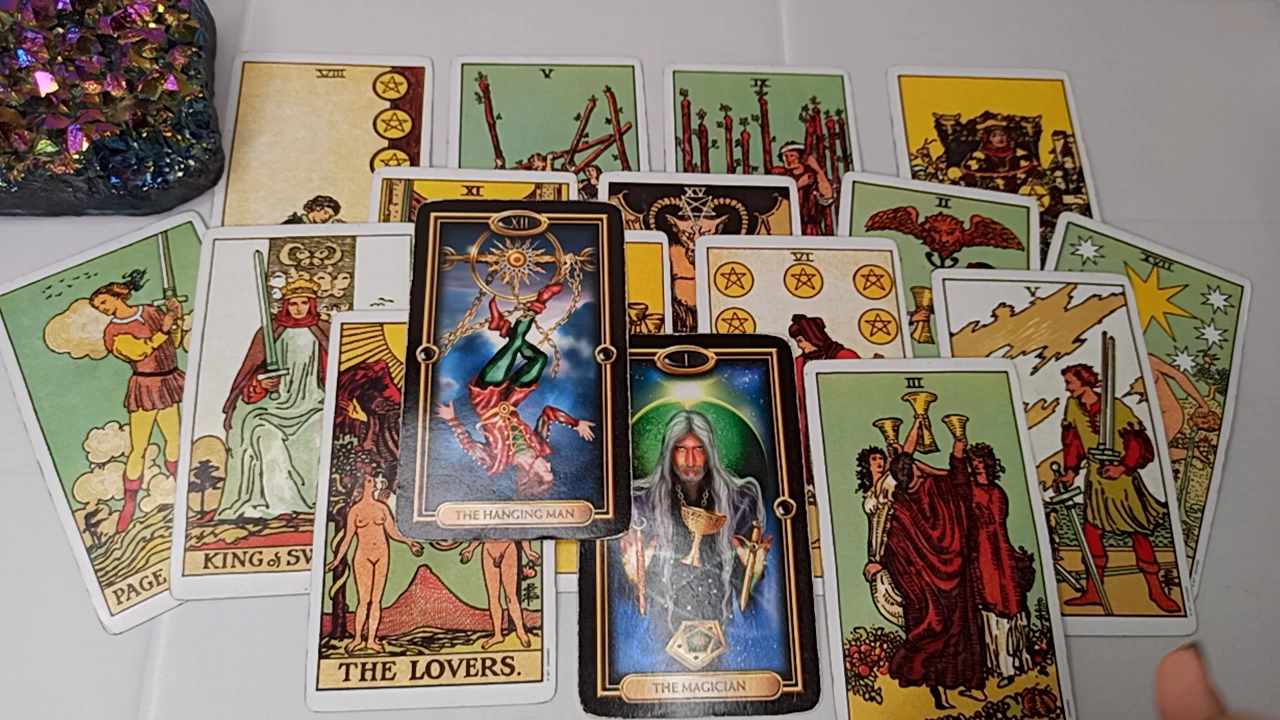 VIII
V
IX
XI
XV
II
XII
VI
XVII
V
I
III
PAGE
KING of SW
THE HANGING MAN
THE LOVERS.
THE MAGICIAN